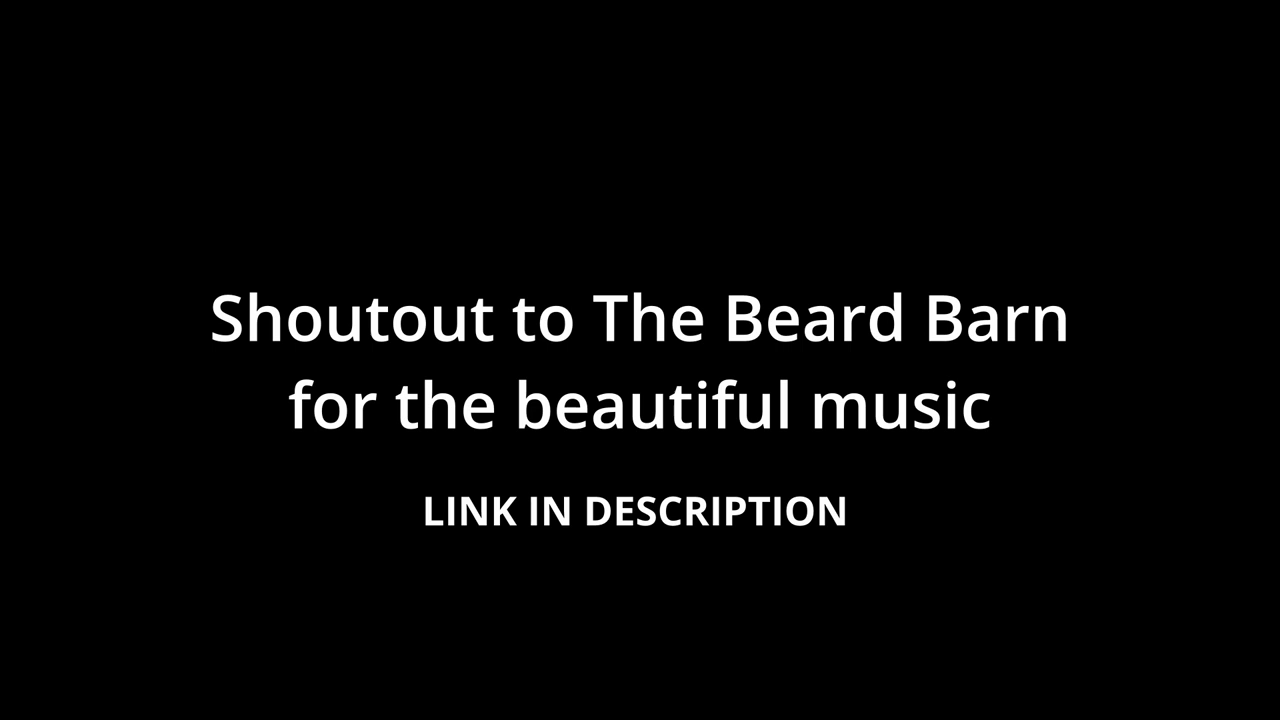 Shoutout to The Beard Barn
for the beautiful music
LINK IN DESCRIPTION